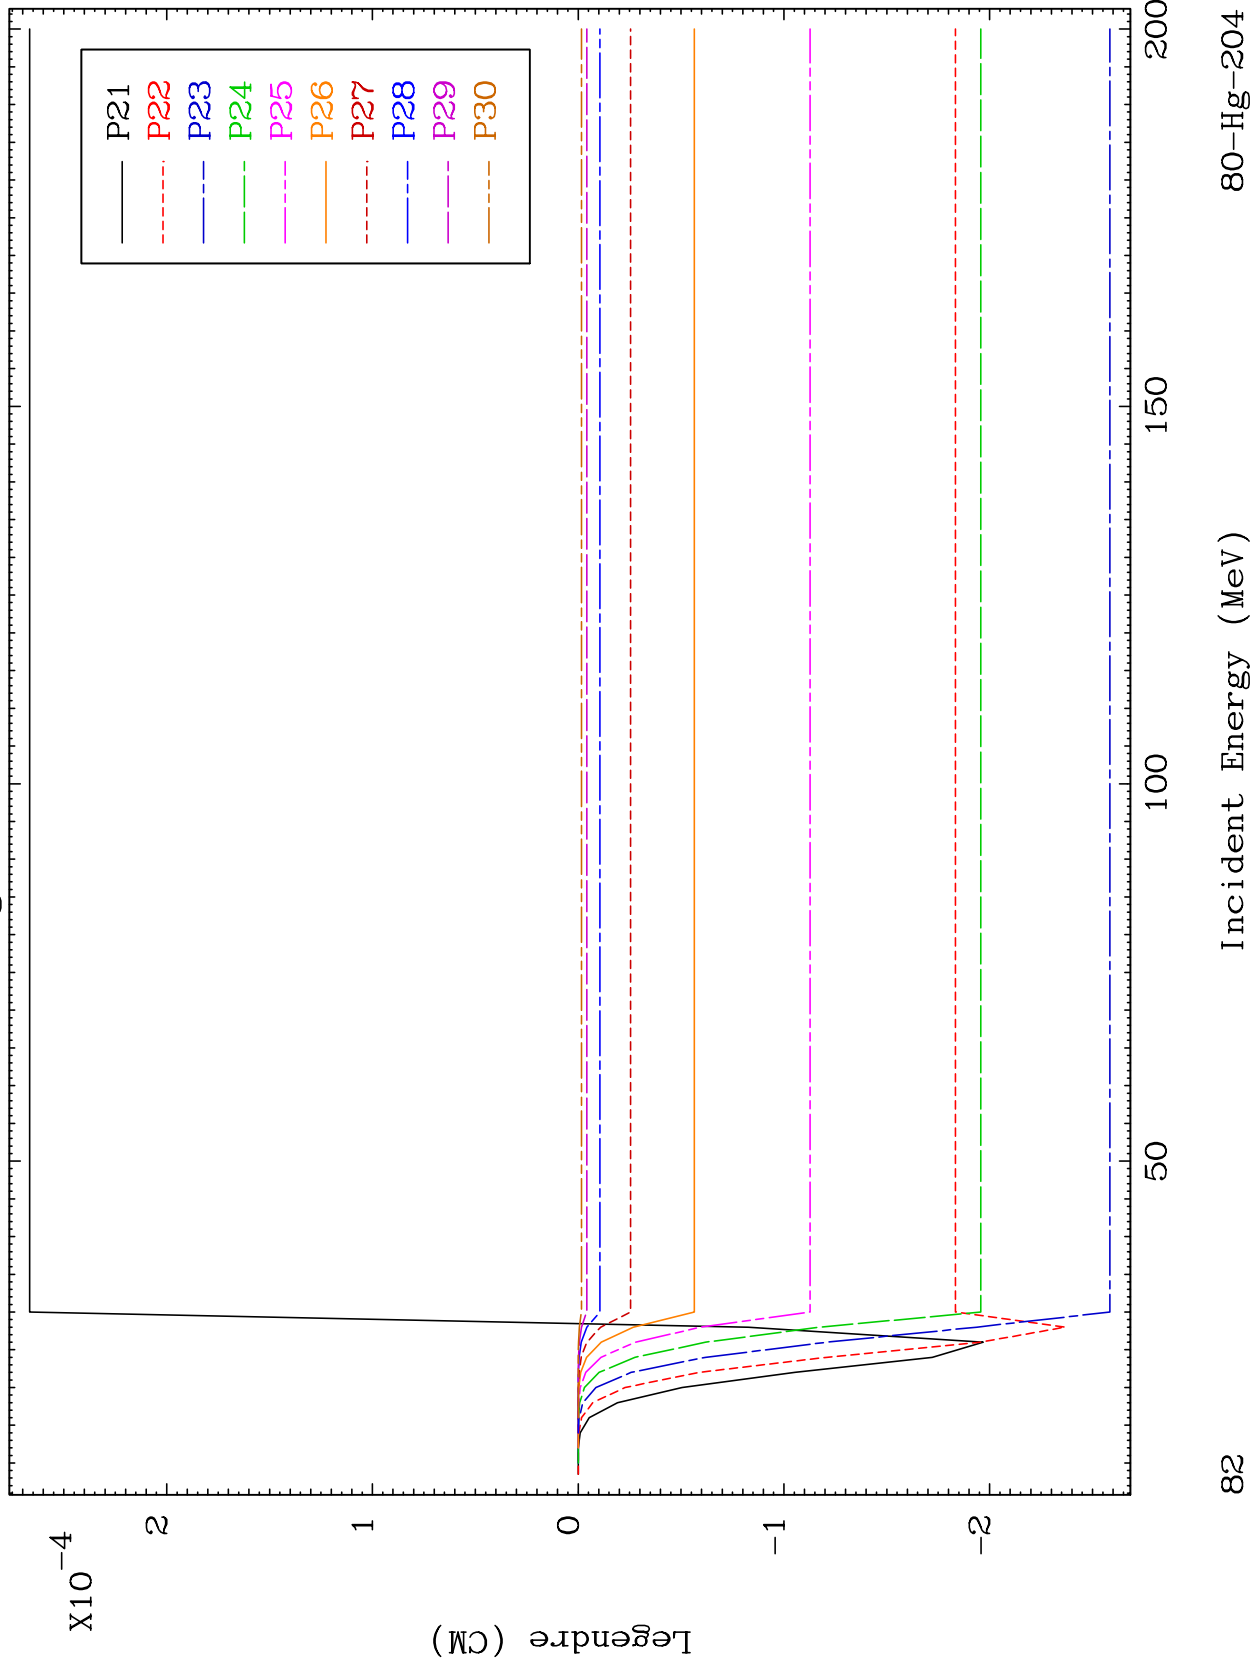 X10-4
2
1
0
-1
-2
Legendre (CM)
P21
P22
P23
P24
P25
P26
P27
P28
P29
P30
50
100
150
200
Incident Energy (MeV)
82
80-Hg-204